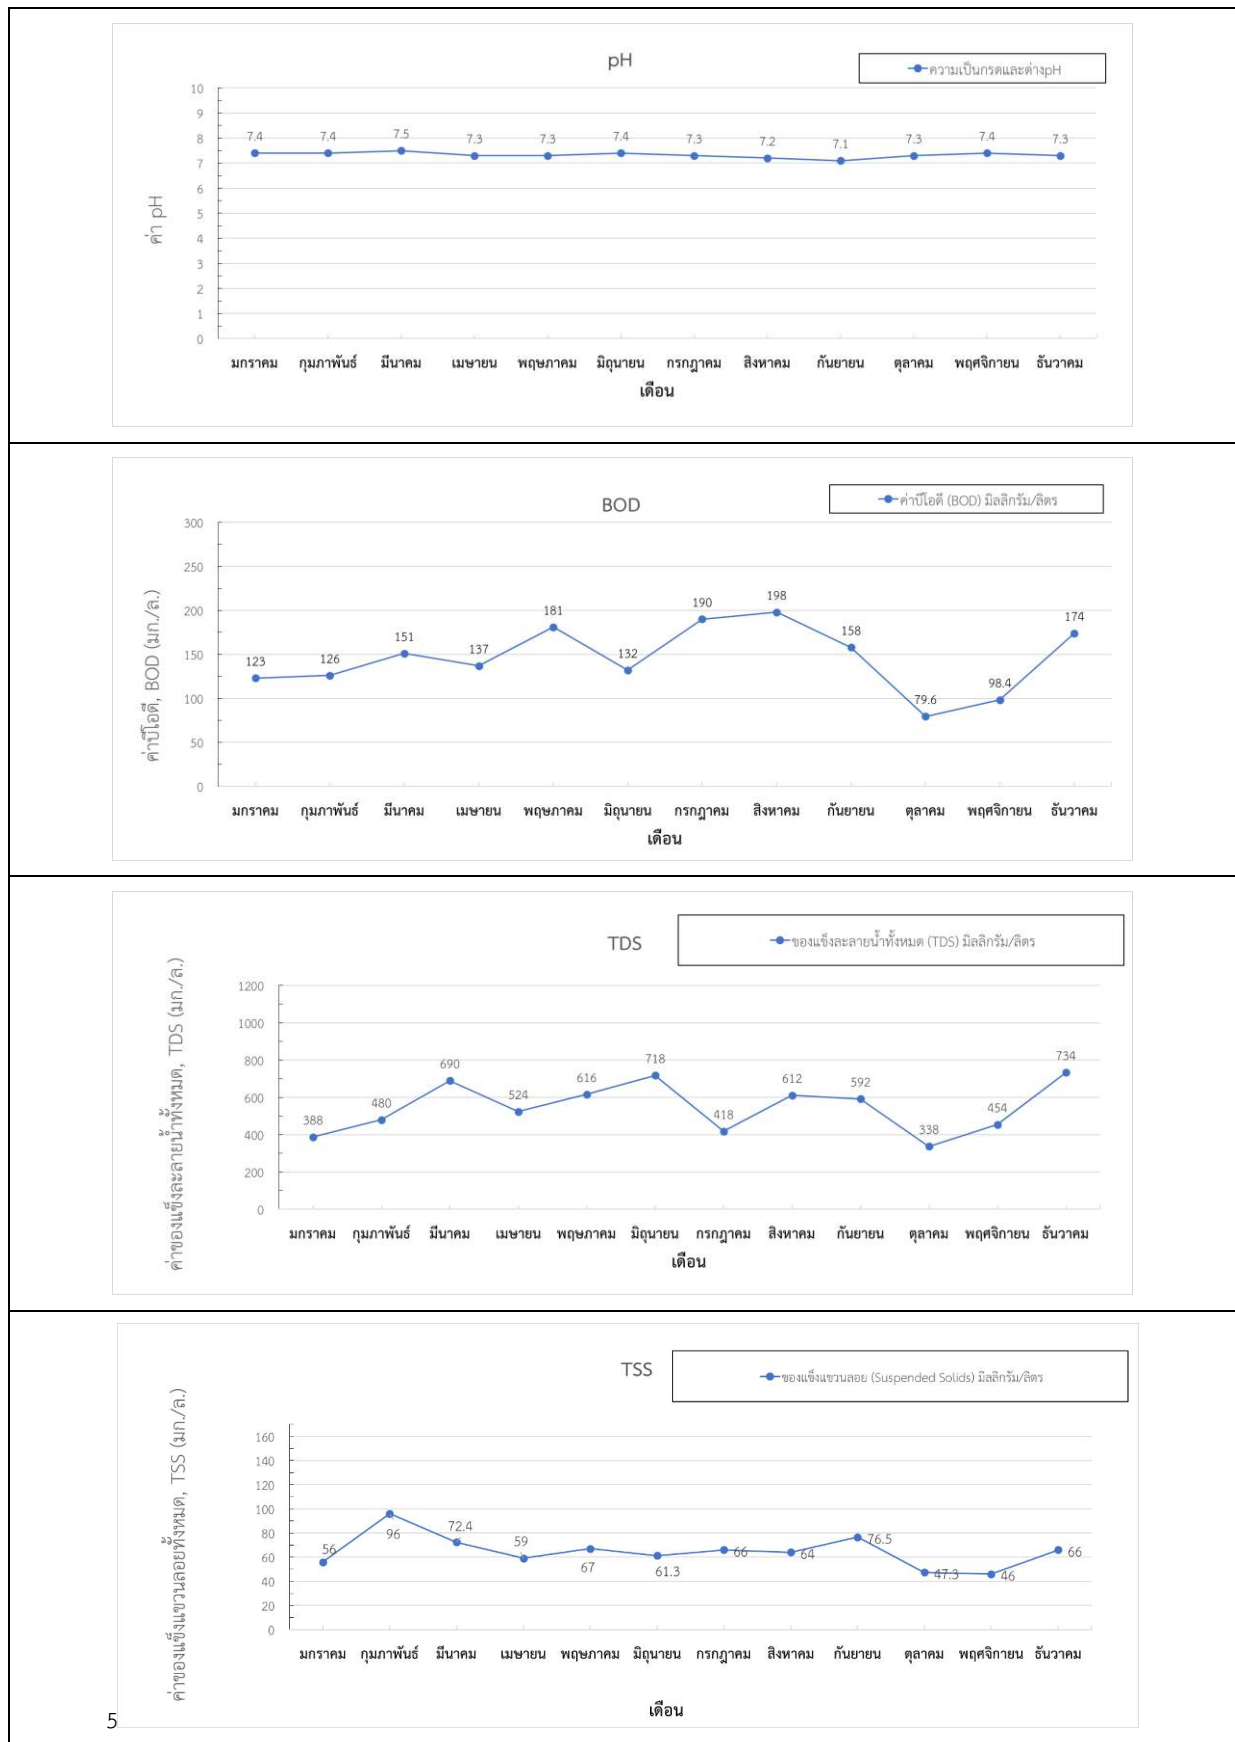 pH
ความเป็นกรดและด่างpH
10
9
8
7
6
5
4
3
2
1
0
ค่า pH
7.4 7.4 7.5 7.3 7.3 7.4 7.3 7.2 7.1 7.3 7.4 7.3
มกราคม กุมภาพันธ์ มีนาคม เมษายน พฤษภาคม มิถุนายน กรกฎาคม สิงหาคม กันยายน ตุลาคม พฤศจิกายน ธันวาคม
เดือน
BOD
ค่าบีโอดี (BOD) มิลลิกรัม/ลิตร
300
250
200
150
100
50
0
ค่าบีโอดี, BOD (มก./ล.)
123 126 151 137 181 132 190 198 158 79.6 98.4 174
มกราคม กุมภาพันธ์ มีนาคม เมษายน พฤษภาคม มิถุนายน กรกฎาคม สิงหาคม กันยายน ตุลาคม พฤศจิกายน ธันวาคม
เดือน
TDS
ของแข็งละลายน้ำทั้งหมด (TDS) มิลลิกรัม/ลิตร
1200
1000
800
600
400
200
0
ค่าของแข็งละลายน้ำทั้งหมด, TDS (มก./ล.)
388 480 690 524 616 718 418 612 592 338 454 734
มกราคม กุมภาพันธ์ มีนาคม เมษายน พฤษภาคม มิถุนายน กรกฎาคม สิงหาคม กันยายน ตุลาคม พฤศจิกายน ธันวาคม
เดือน
TSS
ของแข็งแขวนลอย (Suspended Solids) มิลลิกรัม/ลิตร
160
140
120
100
80
60
40
20
0
ค่าของแข็งแขวนลอยทั้งหมด, TSS (มก./ล.)
56 96 72.4 59 67 61.3 66 64 76.5 47.3 46 66
มกราคม กุมภาพันธ์ มีนาคม เมษายน พฤษภาคม มิถุนายน กรกฎาคม สิงหาคม กันยายน ตุลาคม พฤศจิกายน ธันวาคม
เดือน
5